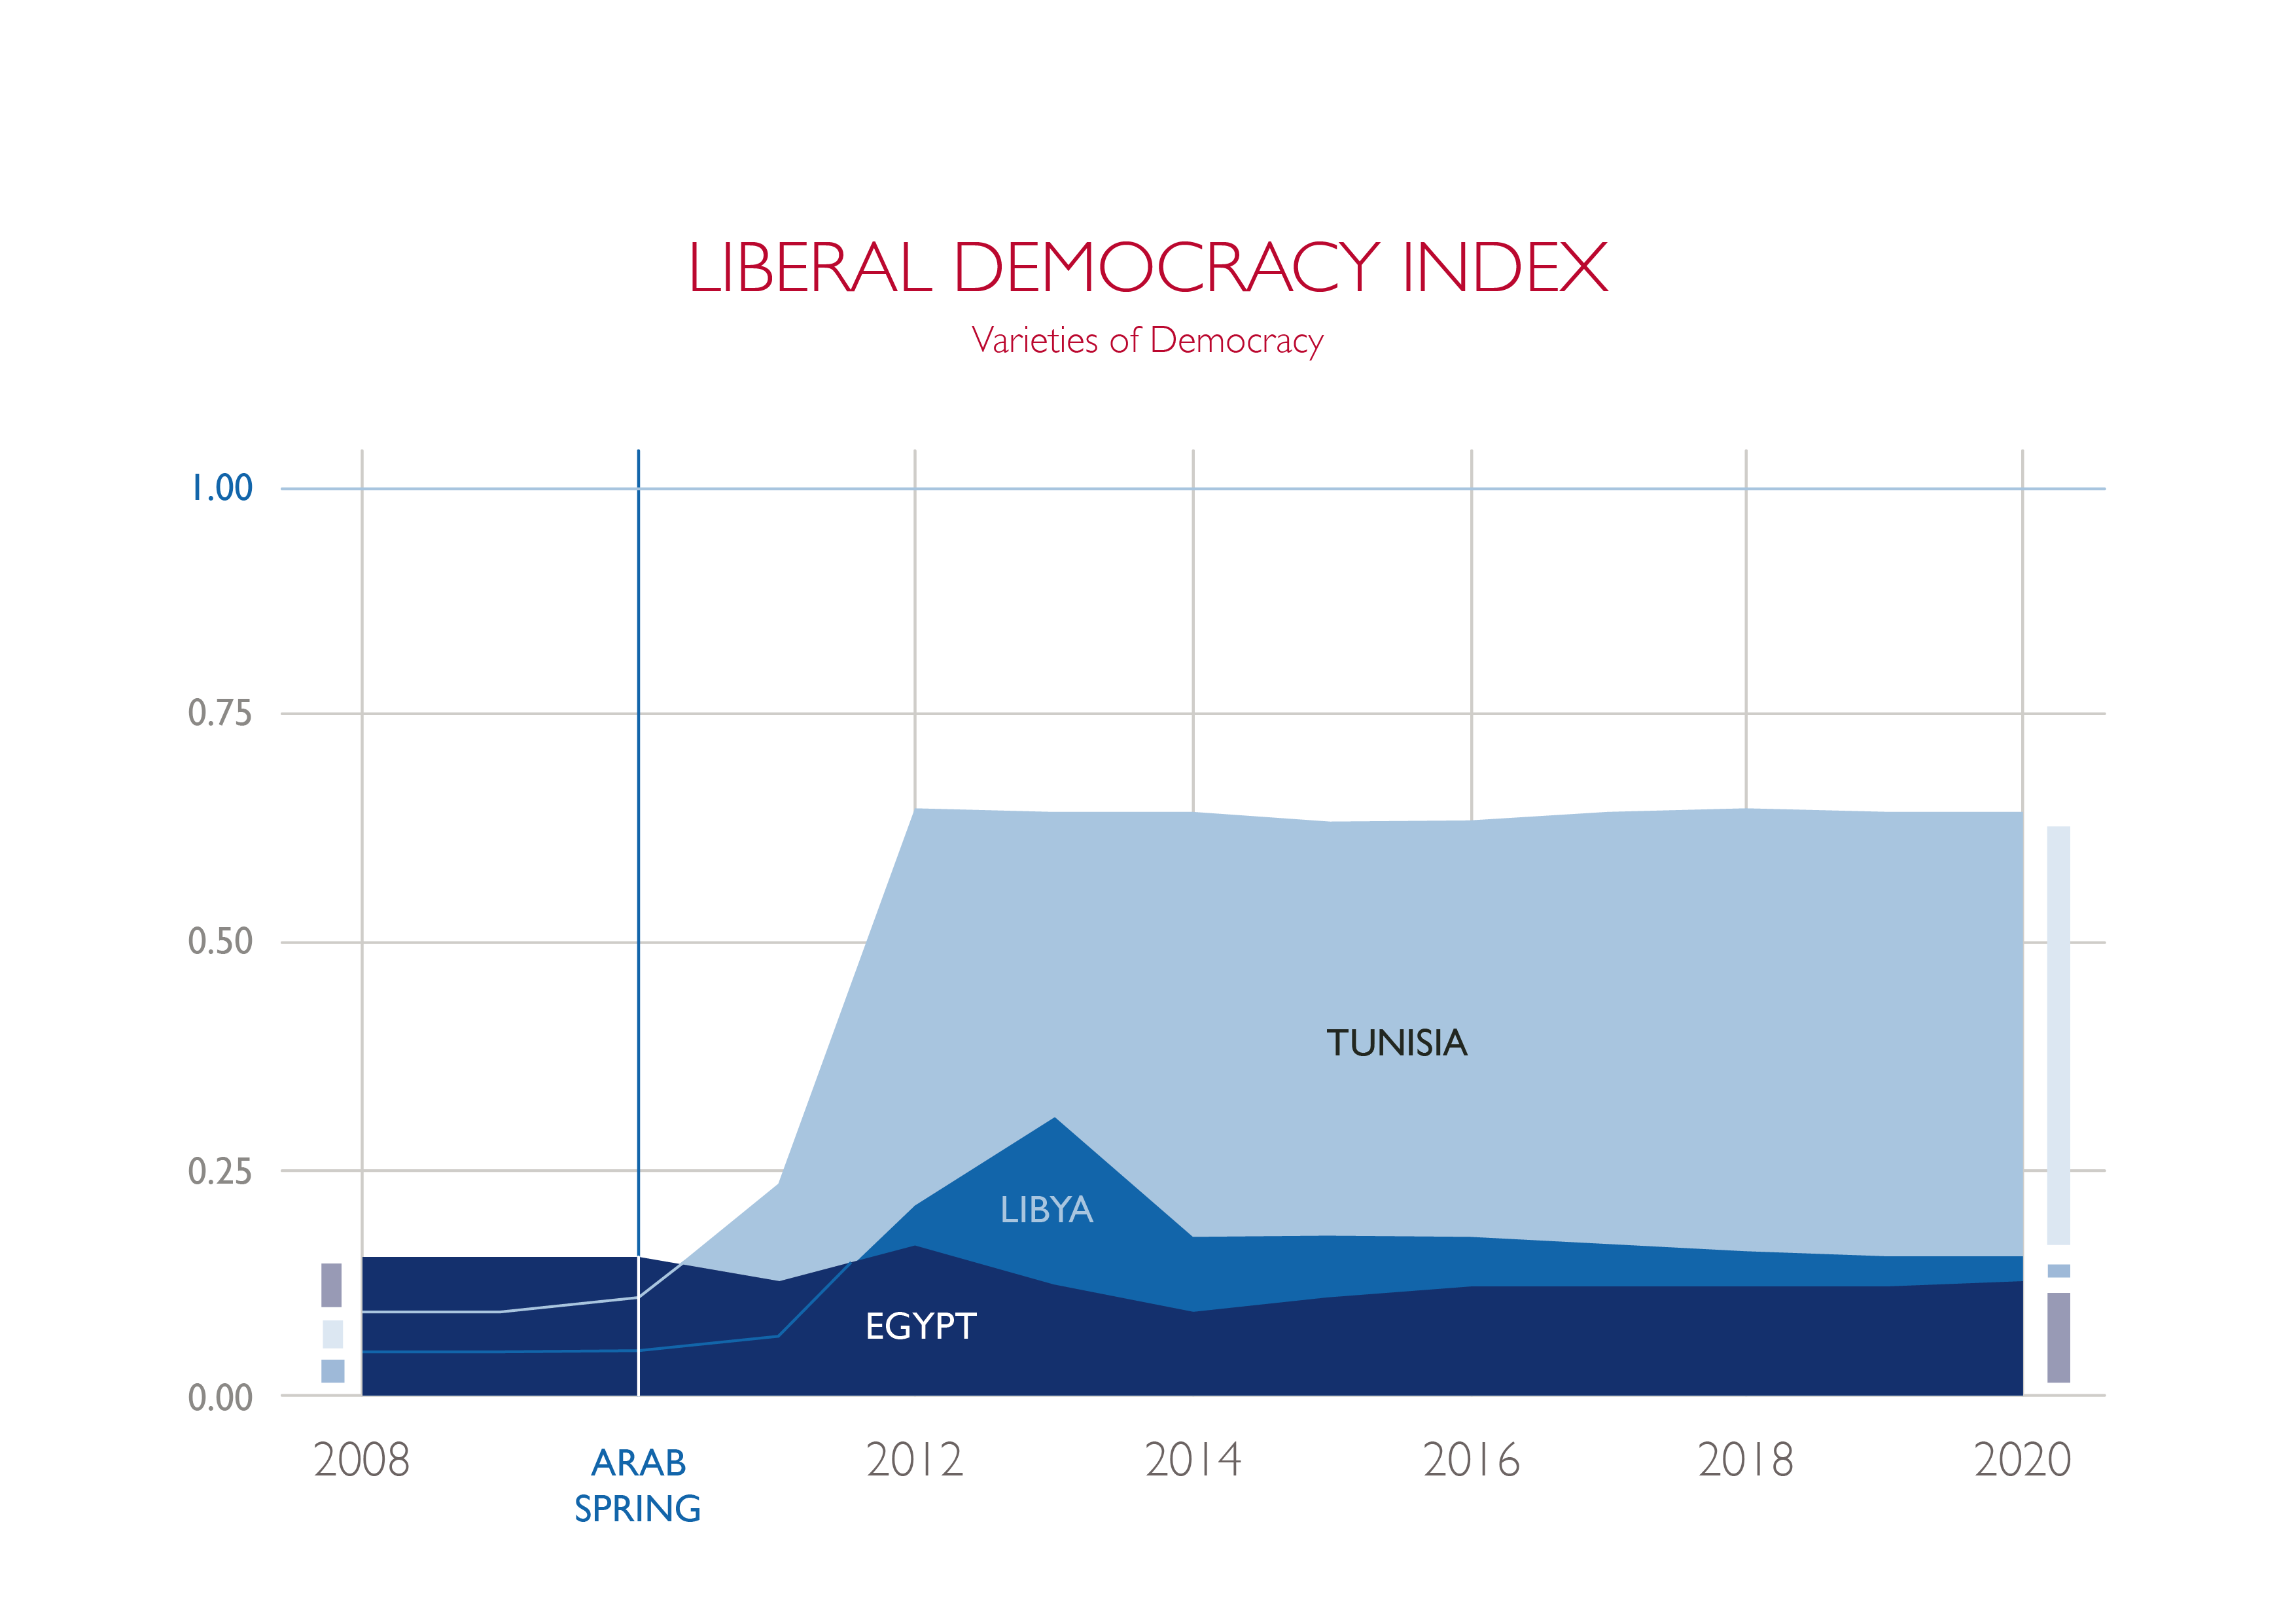 LIBERAL DEMOCRACY INDEX
Varieties of Democracy
1.00
0.75
0.50
0.25
0.00
TUNISIA
LIBYA
EGYPT
2008
ARAB
SPRING
2012
2014
2016
2018
2020